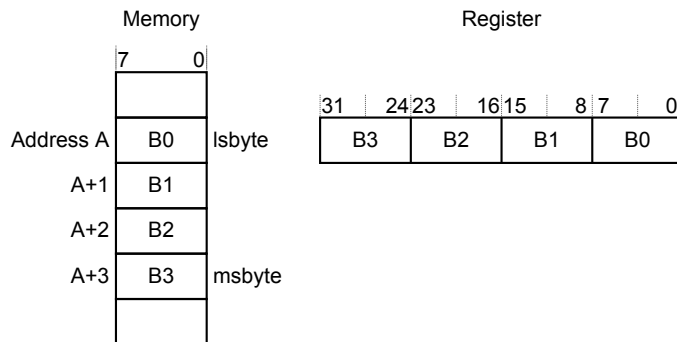 Memory
Register
7 0
31 24 23 16 15 8 7 0
Address A B0 lsbyte
B3 B2 B1 B0
A+1 B1
A+2 B2
A+3 B3 msbyte